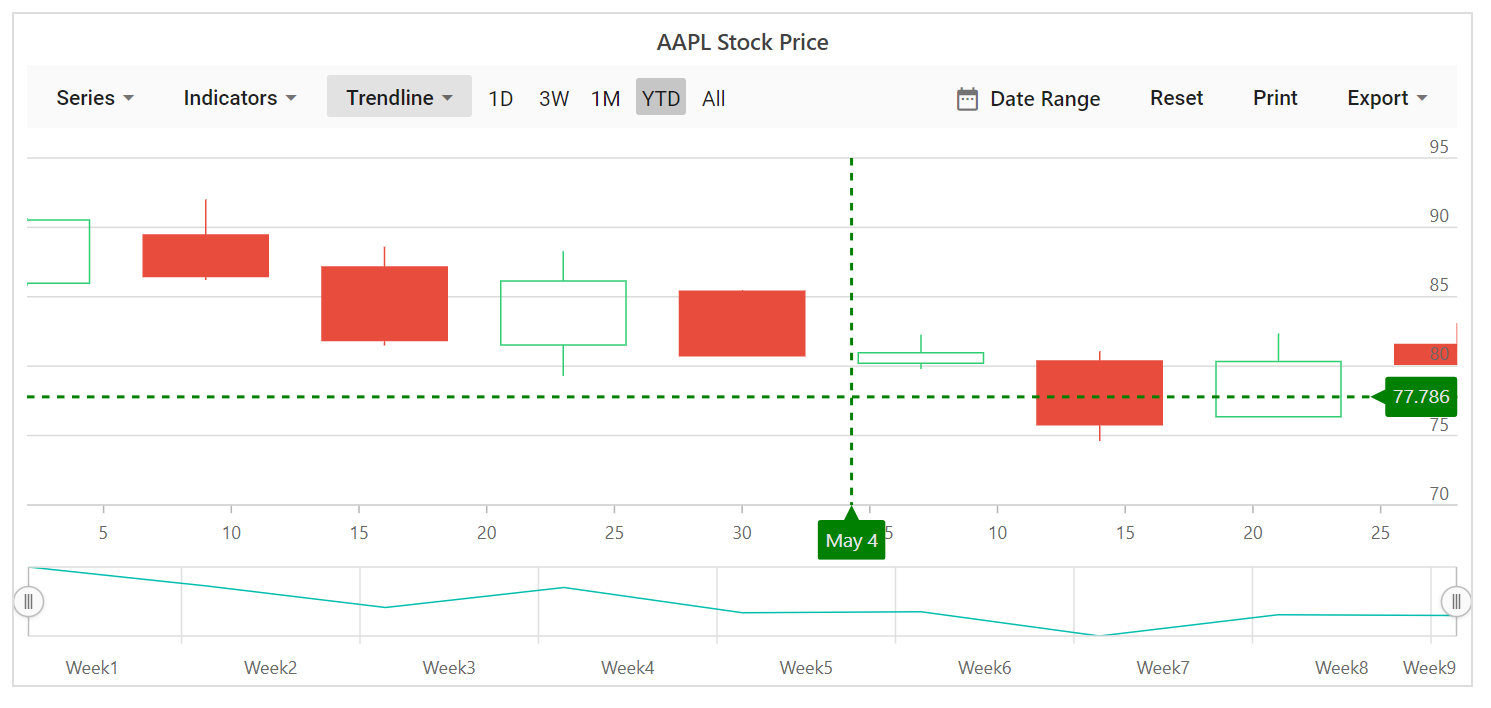 AAPL Stock Price
Series Indicators Trendline 1D 3W 1M YTD All Date Range Reset Print Export
95
90
85
80
77.786
75
70
5 10 15 20 25 30 5 10 15 20 25
May 4
Week1 Week2 Week3 Week4 Week5 Week6 Week7 Week8 Week9